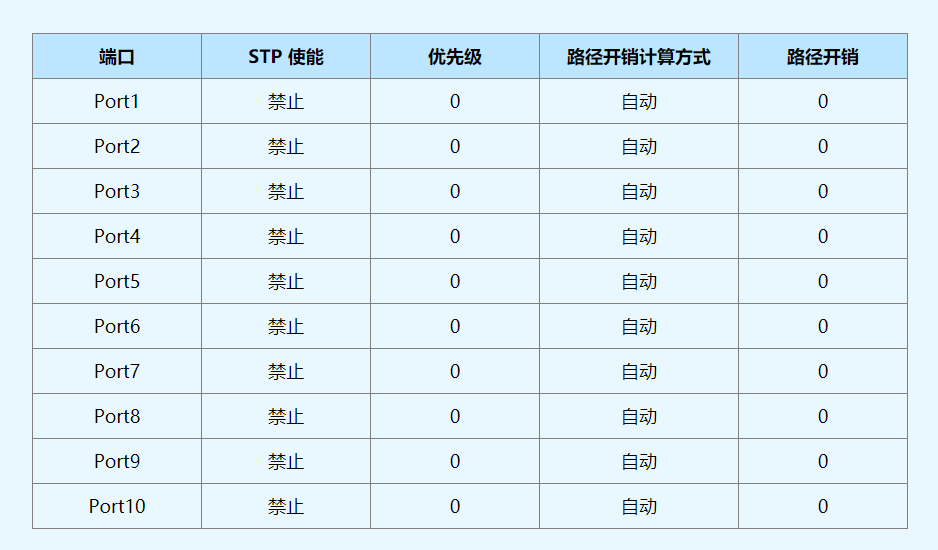 端口 STP 使能 优先级 路径开销计算方式 路径开销
Port1 禁止 0 自动 0
Port2 禁止 0 自动 0
Port3 禁止 0 自动 0
Port4 禁止 0 自动 0
Port5 禁止 0 自动 0
Port6 禁止 0 自动 0
Port7 禁止 0 自动 0
Port8 禁止 0 自动 0
Port9 禁止 0 自动 0
Port10 禁止 0 自动 0